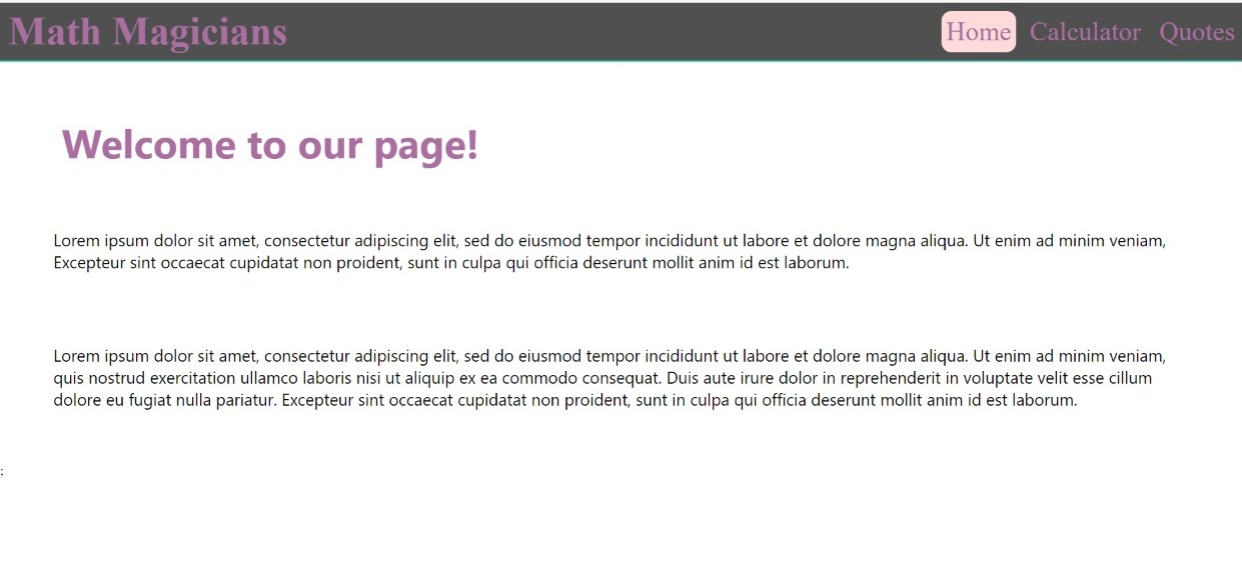 Math Magicians
Home Calculator Quotes
Welcome to our page!
Lorem ipsum dolor sit amet, consectetur adipiscing elit, sed do eiusmod tempor incididunt ut labore et dolore magna aliqua. Ut enim ad minim veniam,
Excepteur sint occaecat cupidatat non proident, sunt in culpa qui officia deserunt mollit anim id est laborum.
Lorem ipsum dolor sit amet, consectetur adipiscing elit, sed do eiusmod tempor incididunt ut labore et dolore magna aliqua. Ut enim ad minim veniam,
quis nostrud exercitation ullamco laboris nisi ut aliquip ex ea commodo consequat. Duis aute irure dolor in reprehenderit in voluptate velit esse cillum
dolore eu fugiat nulla pariatur. Excepteur sint occaecat cupidatat non proident, sunt in culpa qui officia deserunt mollit anim id est laborum.
;